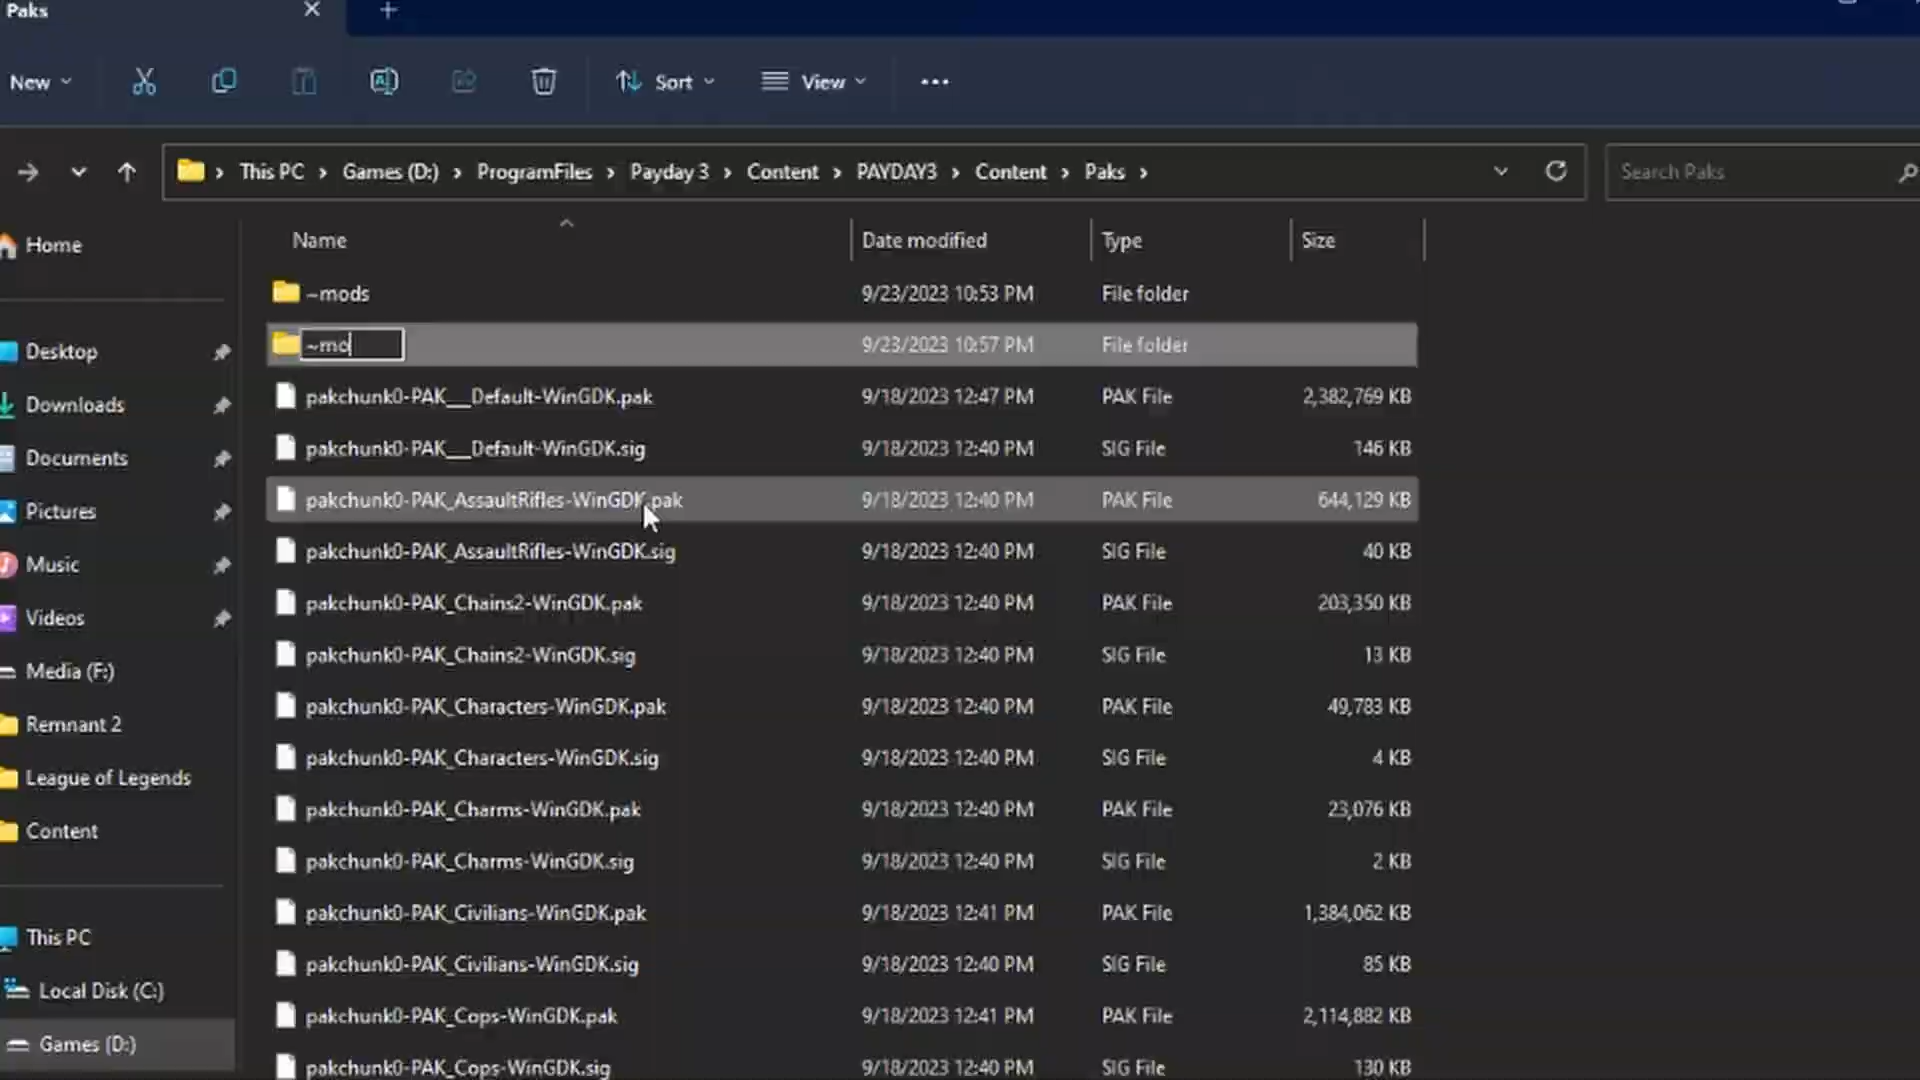 Paks
New Sort View
This PC Games (D:) ProgramFiles Payday 3 Content PAYDAY3 Content Paks Search Paks
Name Date modified Type Size
Home
Desktop
Downloads
Documents
Pictures
Music
Videos
Media (F:)
Remnant 2
League of Legends
Content
This PC
Local Disk (C:)
Games (D:)
~mods 9/23/2023 10:53 PM File folder
~mo 9/23/2023 10:57 PM File folder
pakchunk0-PAK__Default-WinGDK.pak 9/18/2023 12:47 PM PAK File 2,382,769 KB
pakchunk0-PAK__Default-WinGDK.sig 9/18/2023 12:40 PM SIG File 146 KB
pakchunk0-PAK_AssaultRifles-WinGDK.pak 9/18/2023 12:40 PM PAK File 644,129 KB
pakchunk0-PAK_AssaultRifles-WinGDK.sig 9/18/2023 12:40 PM SIG File 40 KB
pakchunk0-PAK_Chains2-WinGDK.pak 9/18/2023 12:40 PM PAK File 203,350 KB
pakchunk0-PAK_Chains2-WinGDK.sig 9/18/2023 12:40 PM SIG File 13 KB
pakchunk0-PAK_Characters-WinGDK.pak 9/18/2023 12:40 PM PAK File 49,783 KB
pakchunk0-PAK_Characters-WinGDK.sig 9/18/2023 12:40 PM SIG File 4 KB
pakchunk0-PAK_Charms-WinGDK.pak 9/18/2023 12:40 PM PAK File 23,076 KB
pakchunk0-PAK_Charms-WinGDK.sig 9/18/2023 12:40 PM SIG File 2 KB
pakchunk0-PAK_Civilians-WinGDK.pak 9/18/2023 12:41 PM PAK File 1,384,062 KB
pakchunk0-PAK_Civilians-WinGDK.sig 9/18/2023 12:40 PM SIG File 85 KB
pakchunk0-PAK_Cops-WinGDK.pak 9/18/2023 12:41 PM PAK File 2,114,882 KB
pakchunk0-PAK_Cops-WinGDK.sig 9/18/2023 12:40 PM SIG File 130 KB